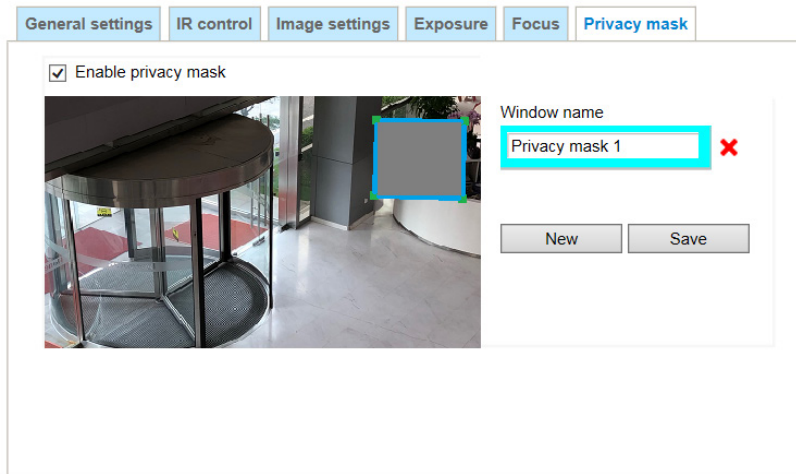 General settings IR control Image settings Exposure Focus Privacy mask
Enable privacy mask
Window name
Privacy mask 1
New Save